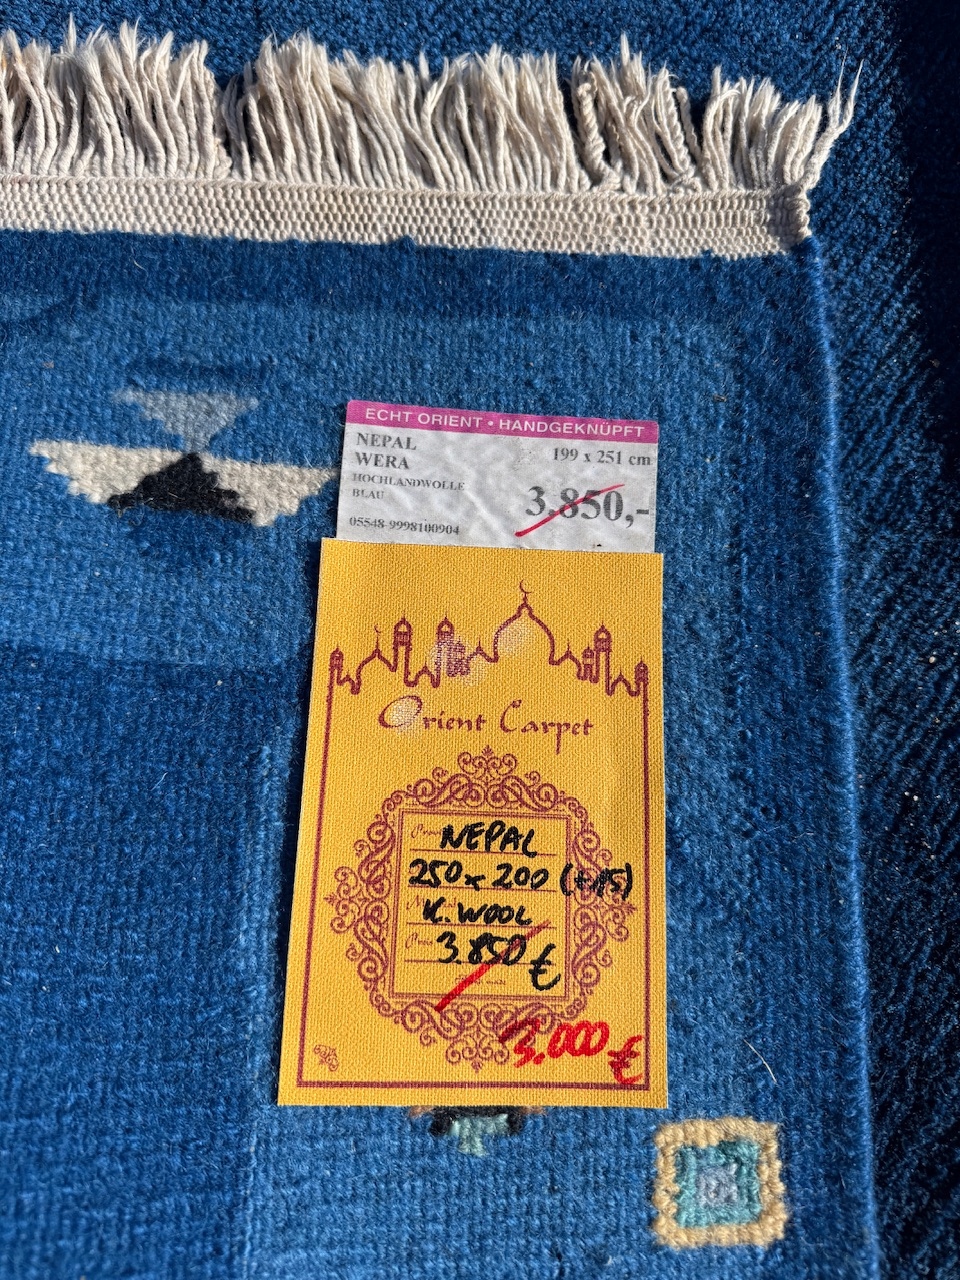 ECHT ORIENT • HANDGEKNÜPFT
NEPAL
199 x 251 cm
WERA
HOCHLANDWOLLE
BLAU
3.850,-
05548-9998100904
Orient Carpet
NEPAL
250 x 200 (+15)
K. WOOL
3.850 €
3.000 €